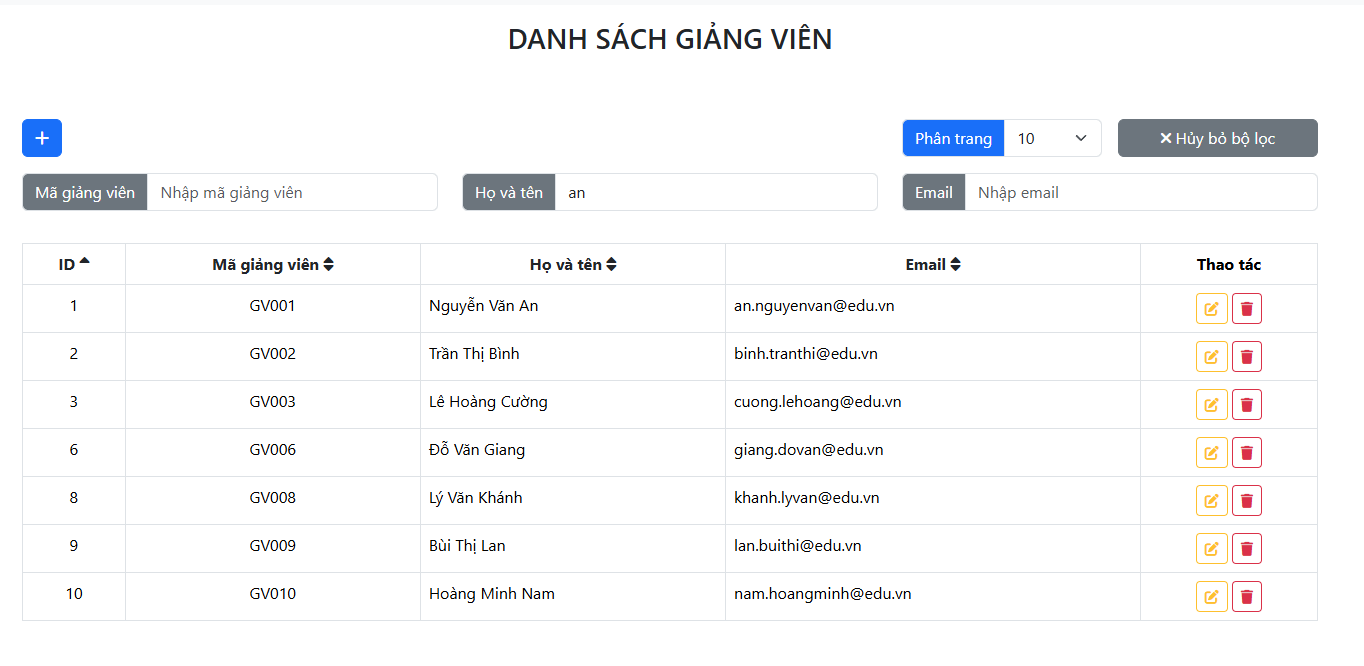 DANH SÁCH GIẢNG VIÊN
+ Phân trang 10 ✕ Hủy bỏ bộ lọc
Mã giảng viên Nhập mã giảng viên Họ và tên an Email Nhập email
ID Mã giảng viên Họ và tên Email Thao tác
1 GV001 Nguyễn Văn An an.nguyenvan@edu.vn
2 GV002 Trần Thị Bình binh.tranthi@edu.vn
3 GV003 Lê Hoàng Cường cuong.lehoang@edu.vn
6 GV006 Đỗ Văn Giang giang.dovan@edu.vn
8 GV008 Lý Văn Khánh khanh.lyvan@edu.vn
9 GV009 Bùi Thị Lan lan.buithi@edu.vn
10 GV010 Hoàng Minh Nam nam.hoangminh@edu.vn